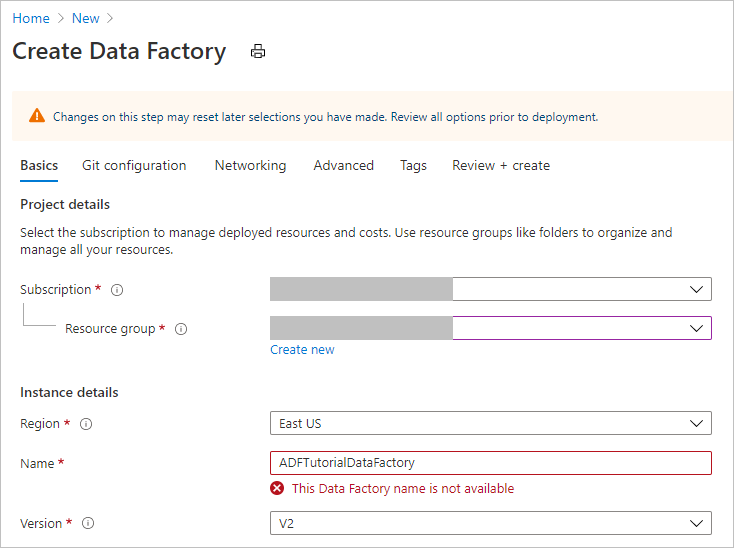 Home > New >
Create Data Factory
Changes on this step may reset later selections you have made. Review all options prior to deployment.
Basics Git configuration Networking Advanced Tags Review + create
Project details
Select the subscription to manage deployed resources and costs. Use resource groups like folders to organize and
manage all your resources.
Subscription *
Resource group *
Create new
Instance details
Region * East US
Name * ADFTutorialDataFactory
This Data Factory name is not available
Version * V2